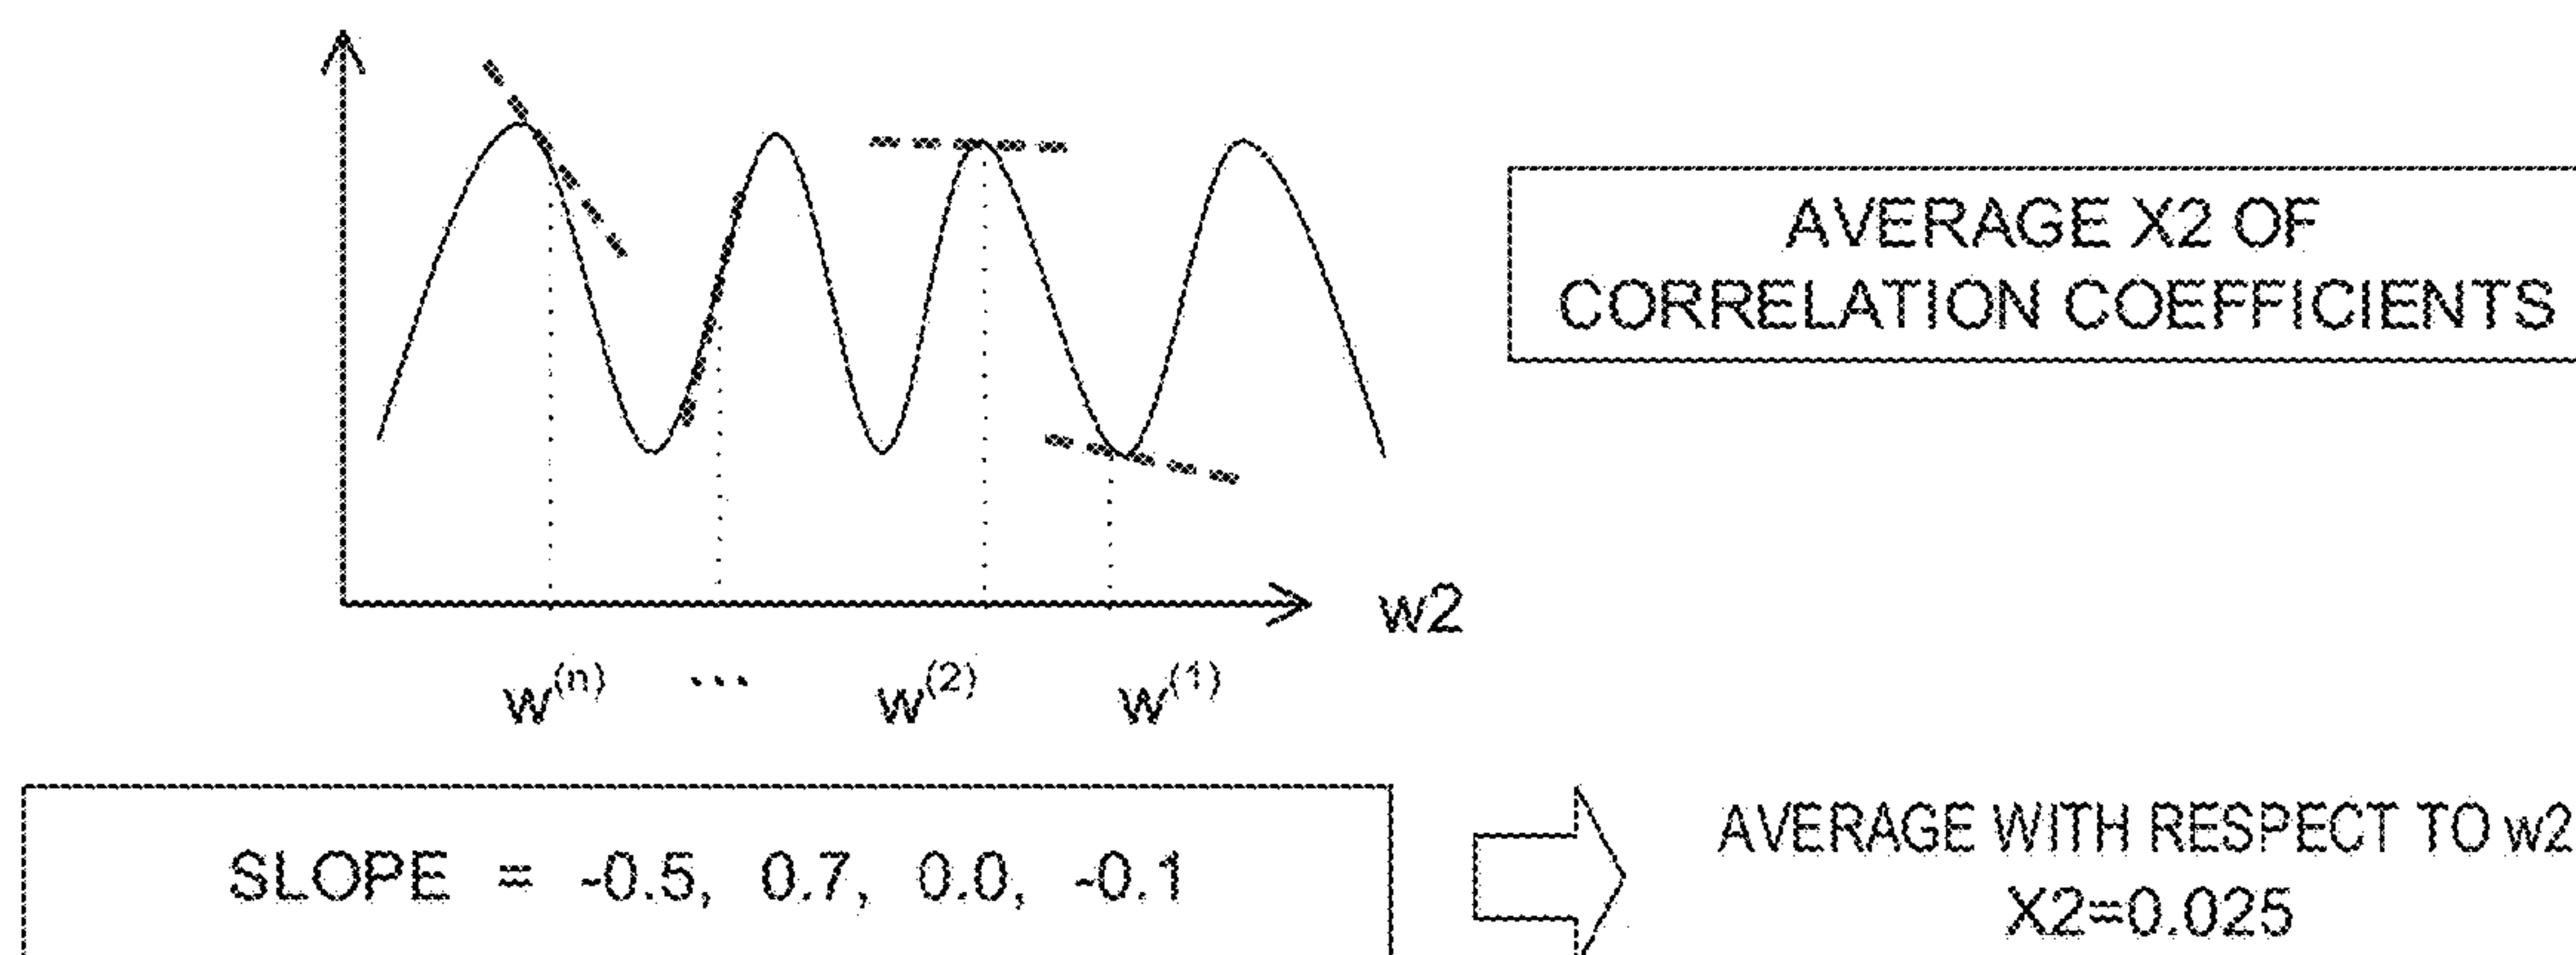 AVERAGE X2 OF
CORRELATION COEFFICIENTS
w2
w⁽ⁿ⁾ ... w⁽²⁾ w⁽¹⁾
SLOPE = -0.5, 0.7, 0.0, -0.1
AVERAGE WITH RESPECT TO w2
X2=0.025